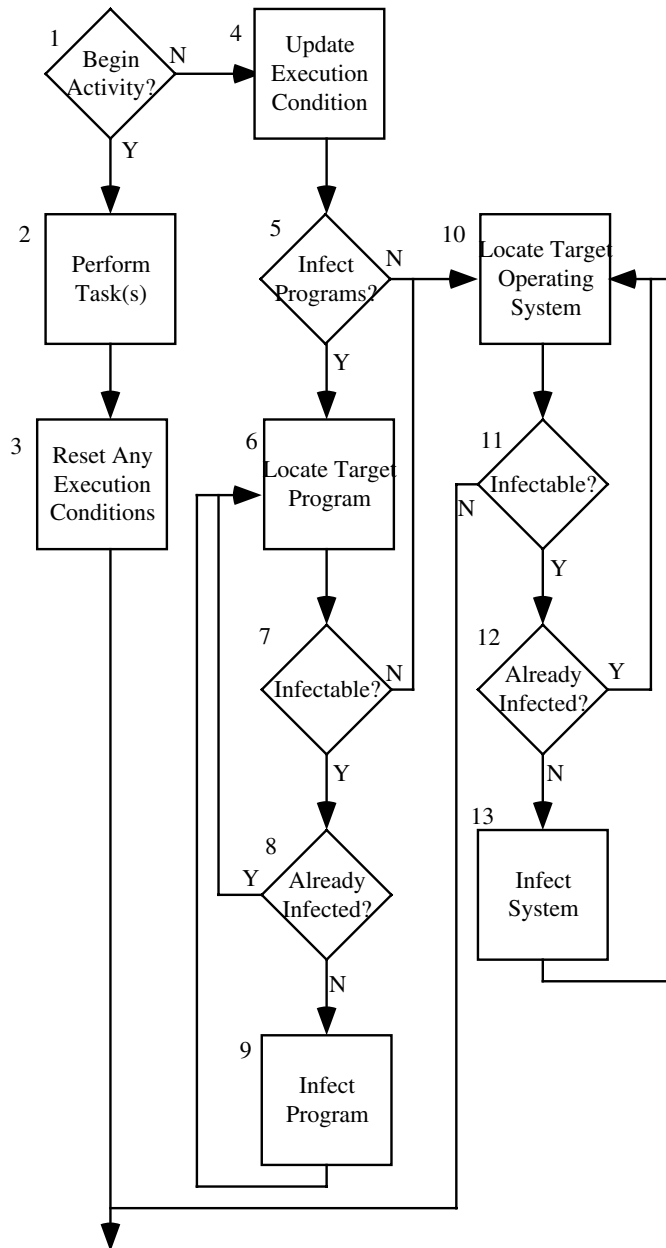 1
Begin
Activity?
N
Y
2
Perform
Task(s)
3
Reset Any
Execution
Conditions
4
Update
Execution
Condition
5
Infect
Programs?
N
Y
6
Locate Target
Program
7
Infectable?
N
Y
8
Already
Infected?
Y
N
9
Infect
Program
10
Locate Target
Operating
System
11
Infectable?
N
Y
12
Already
Infected?
Y
N
13
Infect
System